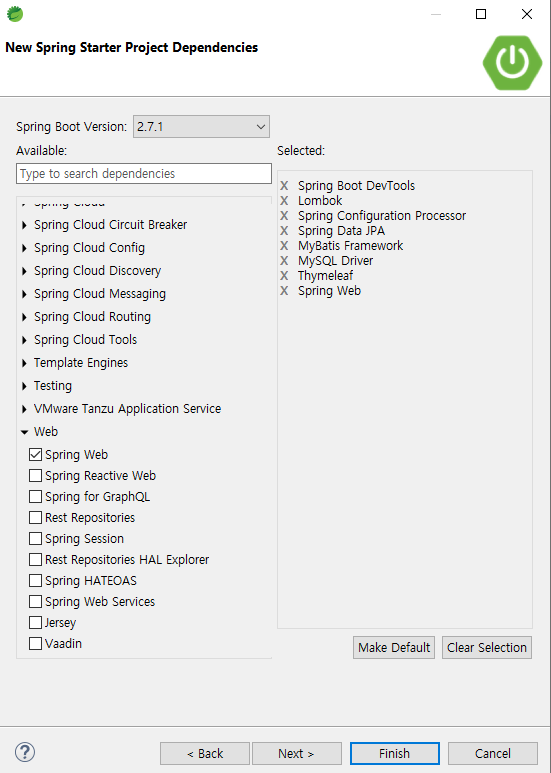 New Spring Starter Project Dependencies
Spring Boot Version: 2.7.1
Available:
Type to search dependencies
Spring Cloud
Spring Cloud Circuit Breaker
Spring Cloud Config
Spring Cloud Discovery
Spring Cloud Messaging
Spring Cloud Routing
Spring Cloud Tools
Template Engines
Testing
VMware Tanzu Application Service
Web
Spring Web
Spring Reactive Web
Spring for GraphQL
Rest Repositories
Spring Session
Rest Repositories HAL Explorer
Spring HATEOAS
Spring Web Services
Jersey
Vaadin
Selected:
X Spring Boot DevTools
X Lombok
X Spring Configuration Processor
X Spring Data JPA
X MyBatis Framework
X MySQL Driver
X Thymeleaf
X Spring Web
Make Default
Clear Selection
?
< Back
Next >
Finish
Cancel